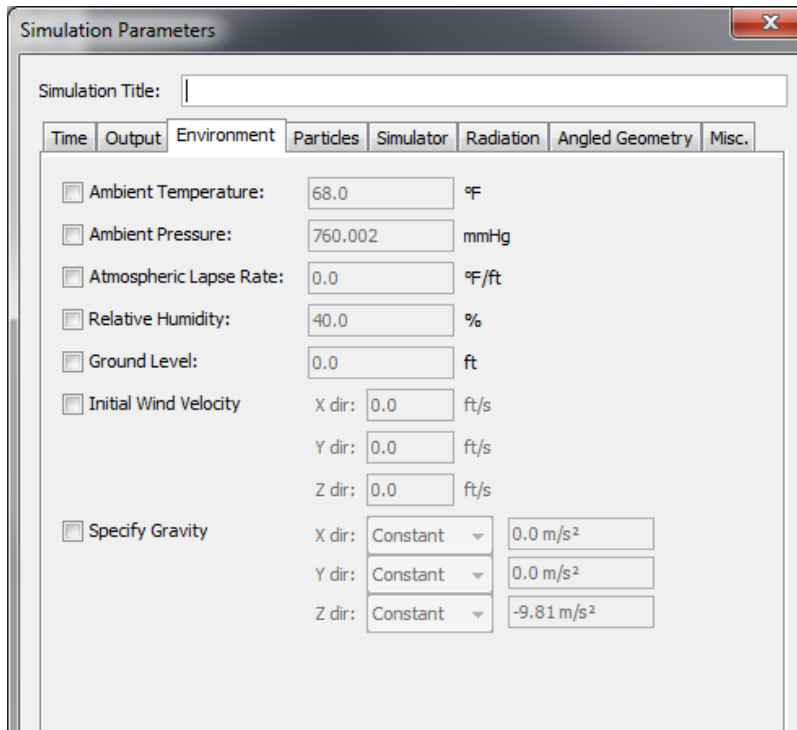 Simulation Parameters
Simulation Title:
Time Output Environment Particles Simulator Radiation Angled Geometry Misc.
Ambient Temperature: 68.0 °F
Ambient Pressure: 760.002 mmHg
Atmospheric Lapse Rate: 0.0 °F/ft
Relative Humidity: 40.0 %
Ground Level: 0.0 ft
Initial Wind Velocity X dir: 0.0 ft/s
Y dir: 0.0 ft/s
Z dir: 0.0 ft/s
Specify Gravity X dir: Constant 0.0 m/s²
Y dir: Constant 0.0 m/s²
Z dir: Constant -9.81 m/s²